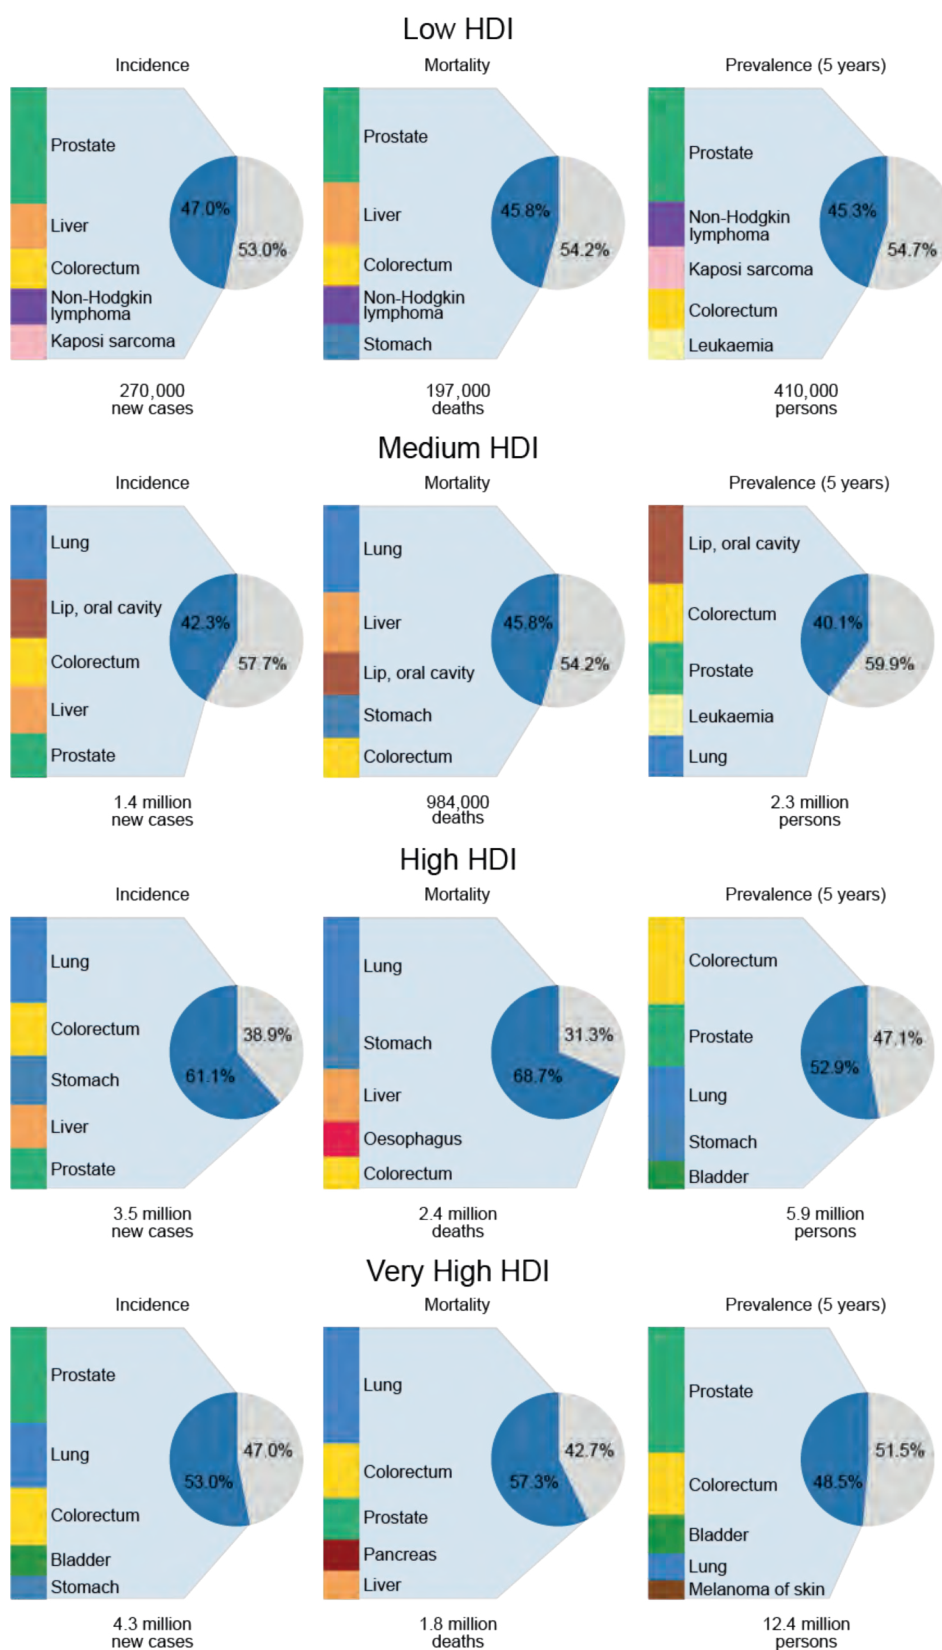 Low HDI
Incidence
Prostate
Liver
Colorectum
Non-Hodgkin
lymphoma
Kaposi sarcoma
47.0%
53.0%
270,000
new cases
Mortality
Prostate
Liver
Colorectum
Non-Hodgkin
lymphoma
Stomach
45.8%
54.2%
197,000
deaths
Prevalence (5 years)
Prostate
Non-Hodgkin
lymphoma
Kaposi sarcoma
Colorectum
Leukaemia
45.3%
54.7%
410,000
persons
Medium HDI
Incidence
Lung
Lip, oral cavity
Colorectum
Liver
Prostate
42.3%
57.7%
1.4 million
new cases
Mortality
Lung
Liver
Lip, oral cavity
Stomach
Colorectum
45.8%
54.2%
984,000
deaths
Prevalence (5 years)
Lip, oral cavity
Colorectum
Prostate
Leukaemia
Lung
40.1%
59.9%
2.3 million
persons
High HDI
Incidence
Lung
Colorectum
Stomach
Liver
Prostate
38.9%
61.1%
3.5 million
new cases
Mortality
Lung
Stomach
Liver
Oesophagus
Colorectum
31.3%
68.7%
2.4 million
deaths
Prevalence (5 years)
Colorectum
Prostate
Lung
Stomach
Bladder
47.1%
52.9%
5.9 million
persons
Very High HDI
Incidence
Prostate
Lung
Colorectum
Bladder
Stomach
47.0%
53.0%
4.3 million
new cases
Mortality
Lung
Colorectum
Prostate
Pancreas
Liver
42.7%
57.3%
1.8 million
deaths
Prevalence (5 years)
Prostate
Colorectum
Bladder
Lung
Melanoma of skin
51.5%
48.5%
12.4 million
persons